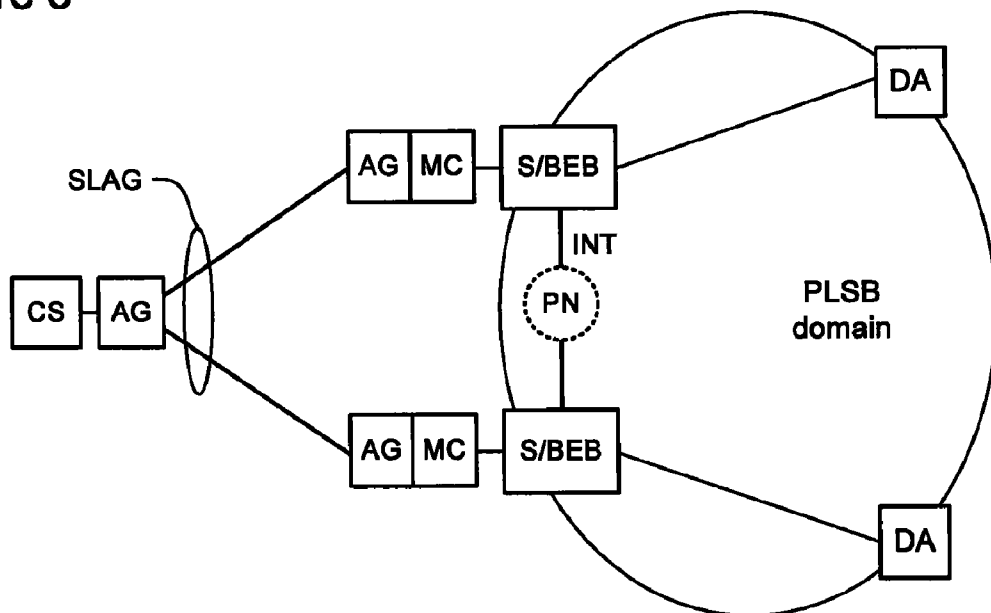 DA
AG MC S/BEB
SLAG
INT
CS AG PN PLSB
domain
AG MC S/BEB
DA